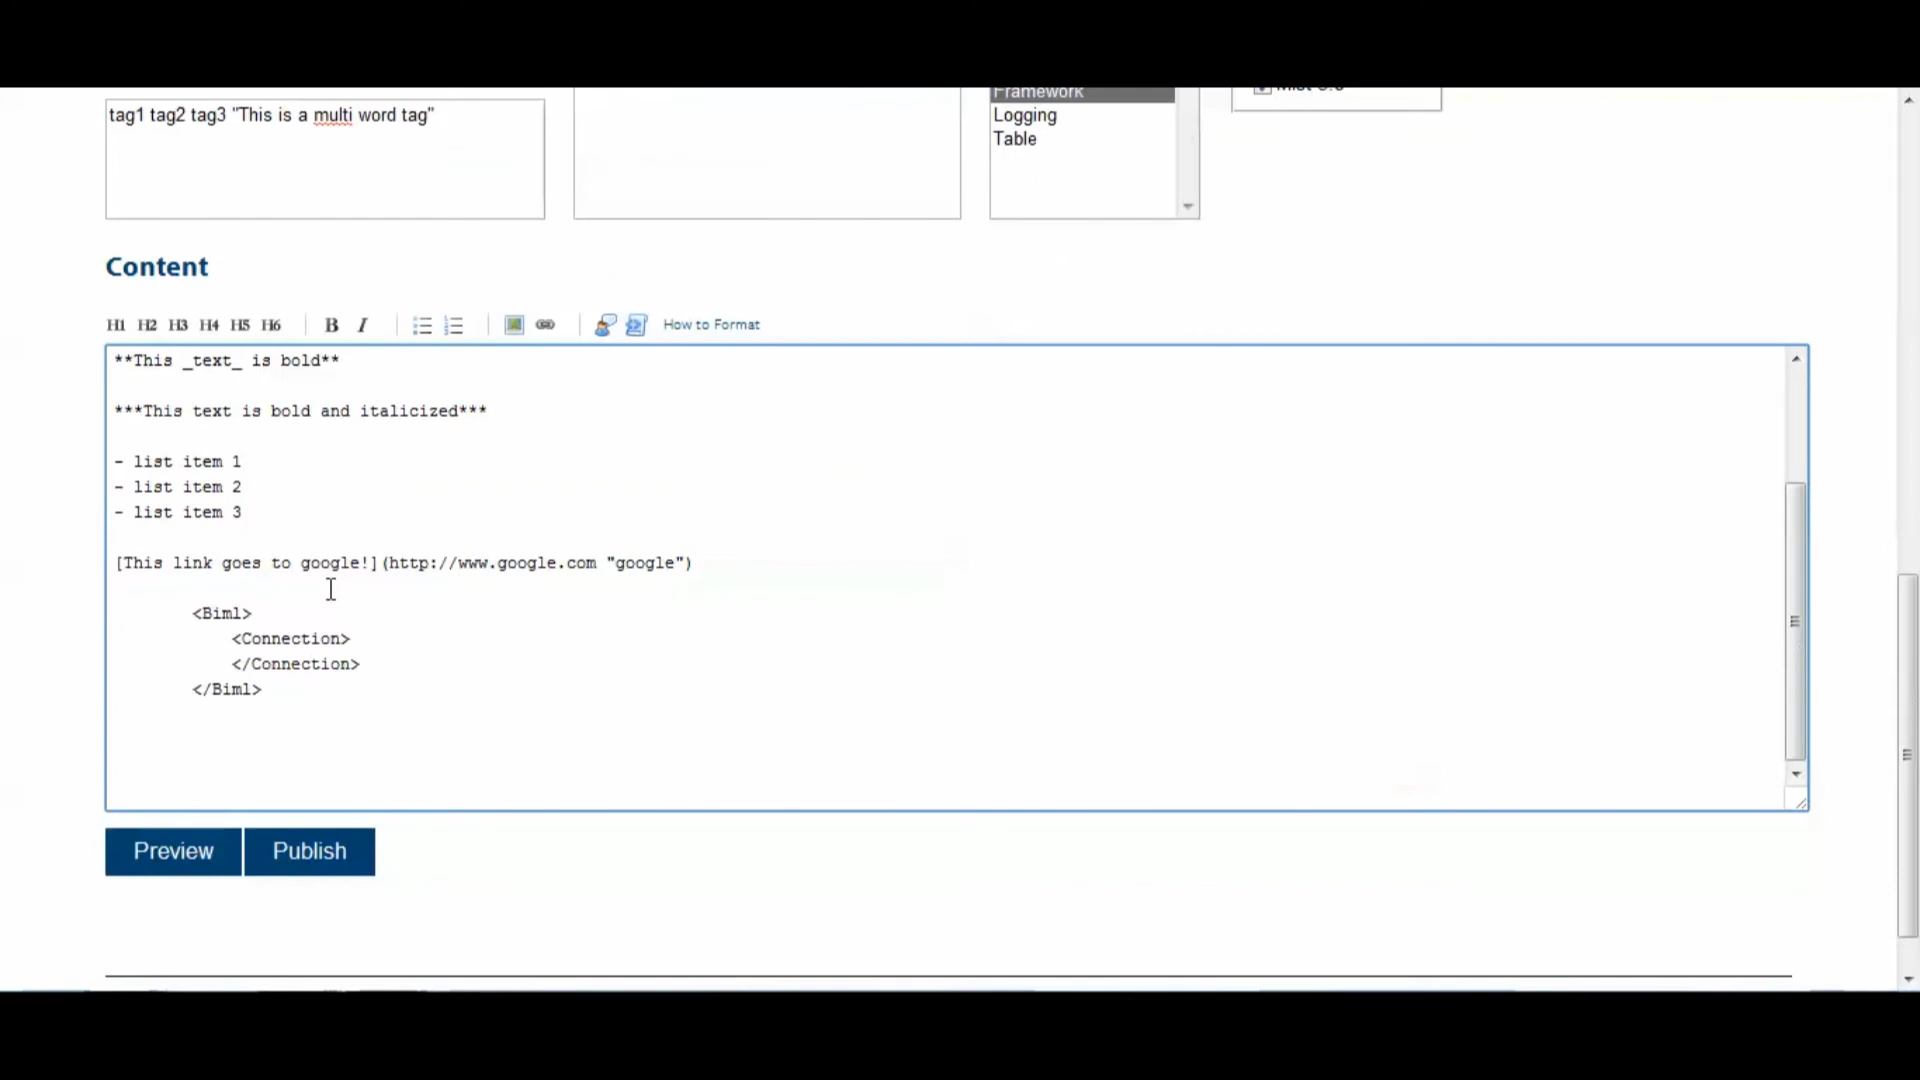 Framework
tag1 tag2 tag3 "This is a multi word tag"
Logging
Table
Content
H1 H2 H3 H4 H5 H6 B I How to Format
**This _text_ is bold**
***This text is bold and italicized***
- list item 1
- list item 2
- list item 3
[This link goes to google!](http://www.google.com "google")
<Biml>
<Connection>
</Connection>
</Biml>
Preview Publish